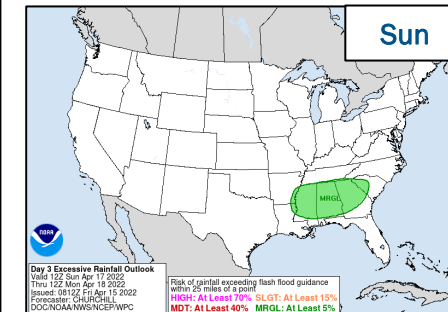 Sun
MRGL
NOAA
Day 3 Excessive Rainfall Outlook
Valid 12Z Sun Apr 17 2022
Thru 12Z Mon Apr 18 2022
Issued: 0812Z Fri Apr 15 2022
Forecaster: CHURCHILL
DOC/NOAA/NWS/NCEP/WPC
Risk of rainfall exceeding flash flood guidance
within 25 miles of a point
HIGH: At Least 70% SLGT: At Least 15%
MDT: At Least 40% MRGL: At Least 5%